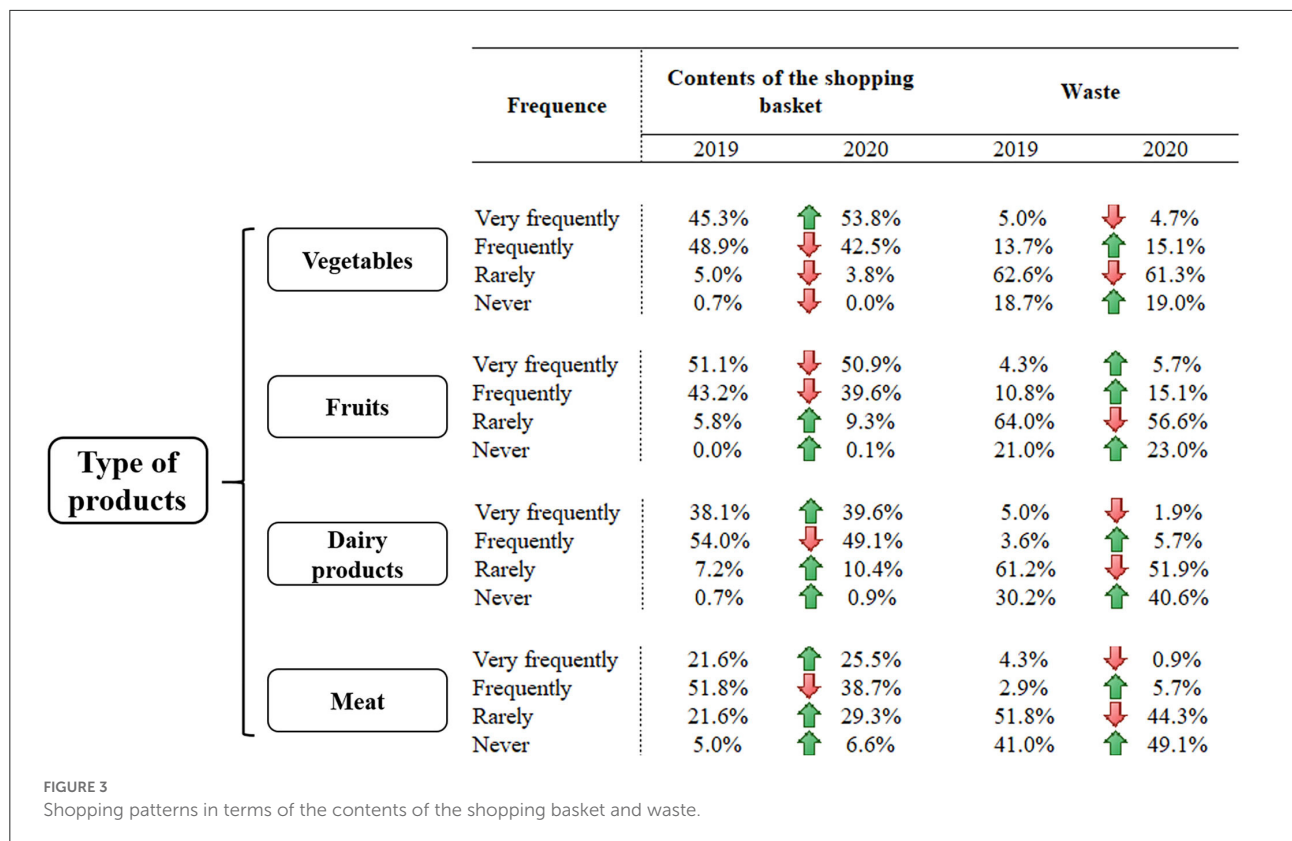 Frequence
Contents of the shopping
basket
Waste
2019 2020 2019 2020
Type of
products
Vegetables
Very frequently 45.3% 53.8% 5.0% 4.7%
Frequently 48.9% 42.5% 13.7% 15.1%
Rarely 5.0% 3.8% 62.6% 61.3%
Never 0.7% 0.0% 18.7% 19.0%
Fruits
Very frequently 51.1% 50.9% 4.3% 5.7%
Frequently 43.2% 39.6% 10.8% 15.1%
Rarely 5.8% 9.3% 64.0% 56.6%
Never 0.0% 0.1% 21.0% 23.0%
Dairy
products
Very frequently 38.1% 39.6% 5.0% 1.9%
Frequently 54.0% 49.1% 3.6% 5.7%
Rarely 7.2% 10.4% 61.2% 51.9%
Never 0.7% 0.9% 30.2% 40.6%
Meat
Very frequently 21.6% 25.5% 4.3% 0.9%
Frequently 51.8% 38.7% 2.9% 5.7%
Rarely 21.6% 29.3% 51.8% 44.3%
Never 5.0% 6.6% 41.0% 49.1%
FIGURE 3
Shopping patterns in terms of the contents of the shopping basket and waste.